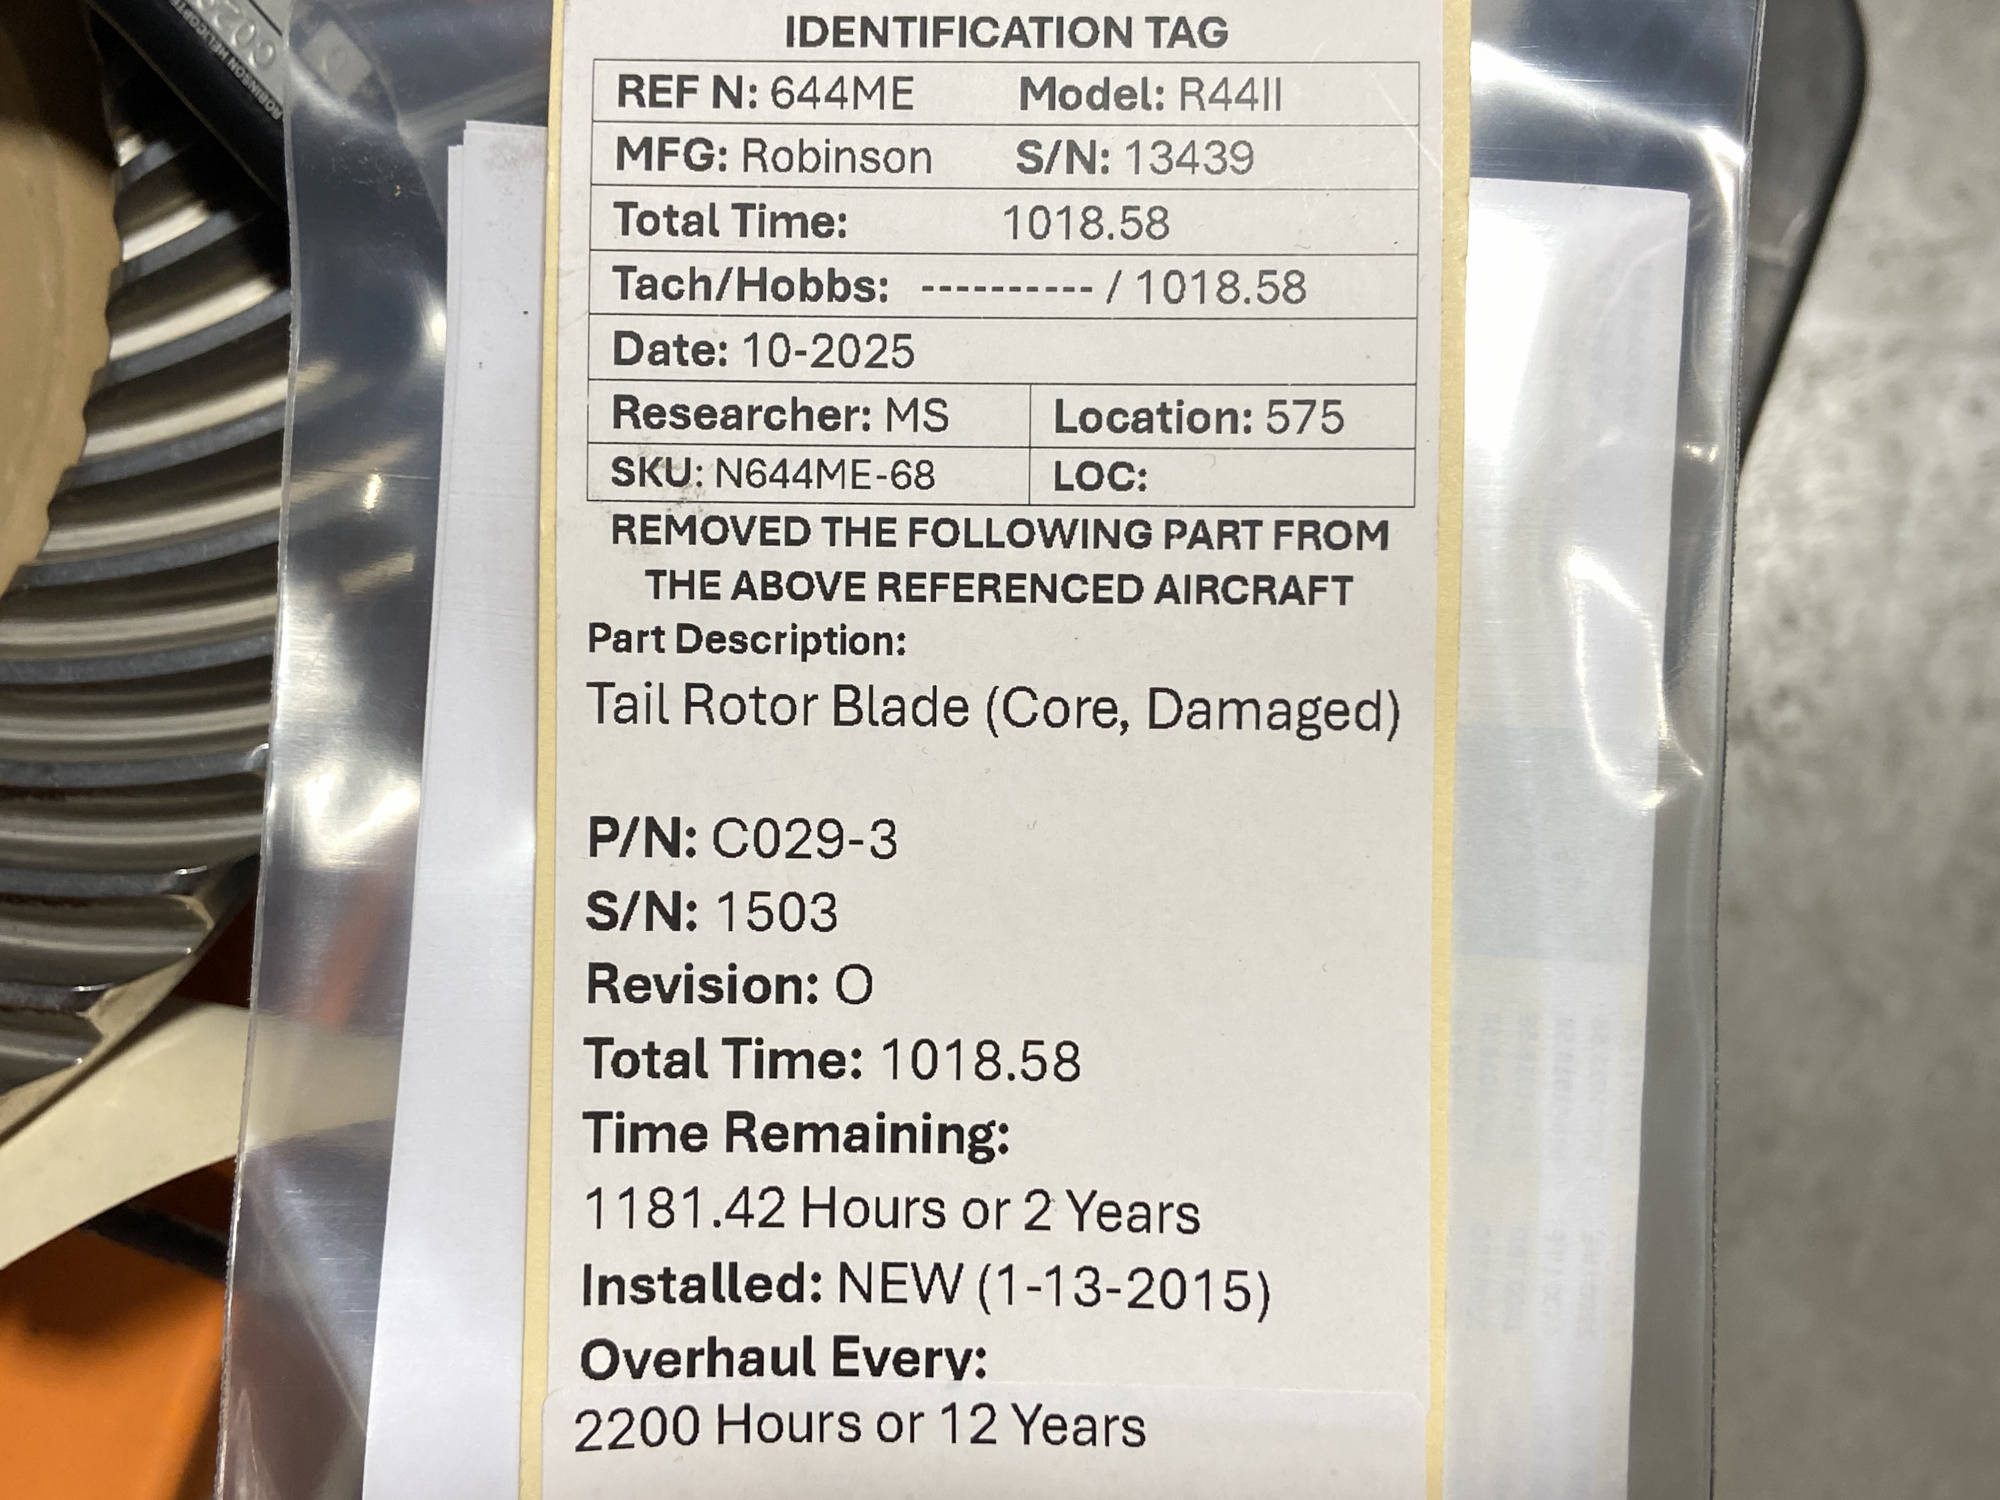 IDENTIFICATION TAG
REF N: 644ME Model: R44II
MFG: Robinson S/N: 13439
Total Time: 1018.58
Tach/Hobbs: ---------- / 1018.58
Date: 10-2025
Researcher: MS Location: 575
SKU: N644ME-68 LOC:
REMOVED THE FOLLOWING PART FROM
THE ABOVE REFERENCED AIRCRAFT
Part Description:
Tail Rotor Blade (Core, Damaged)
P/N: C029-3
S/N: 1503
Revision: O
Total Time: 1018.58
Time Remaining:
1181.42 Hours or 2 Years
Installed: NEW (1-13-2015)
Overhaul Every:
2200 Hours or 12 Years
ROBINSON